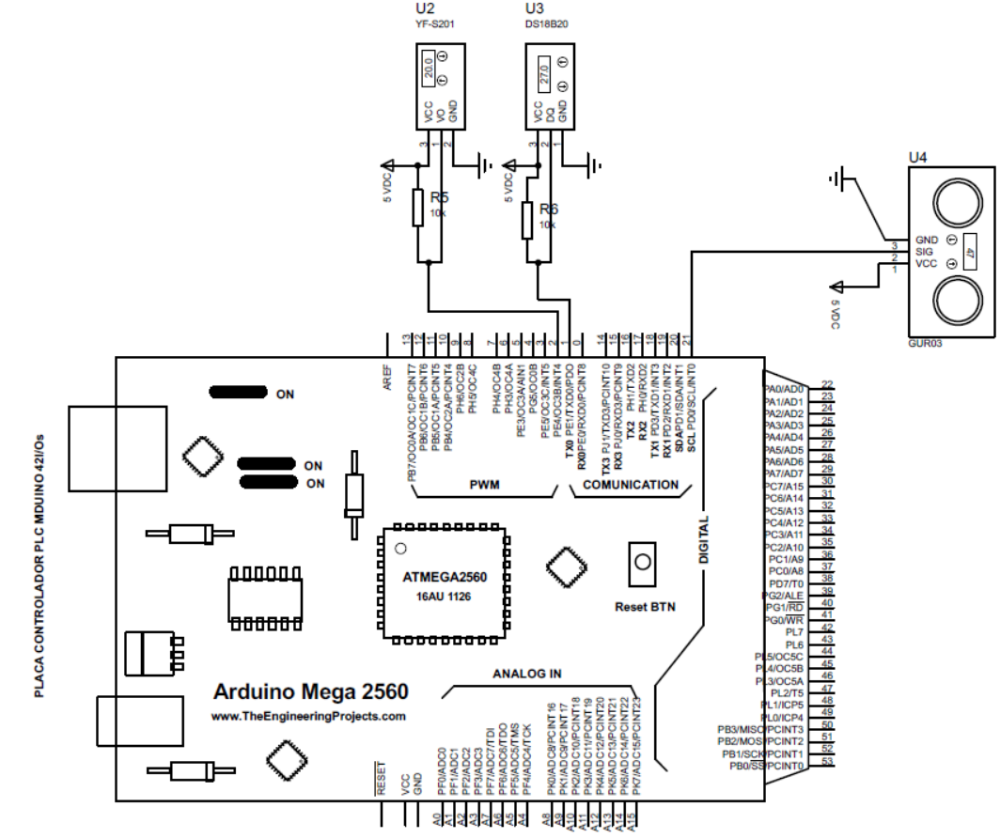 U2
YF-S201
U3
DS18B20
20.0
27.0
VCC
VO
GND
VCC
DQ
GND
3
1
2
3
2
1
5 VDC
R5
10k
5 VDC
R6
10k
U4
GND
SIG
VCC
3
2
1
47
5 VDC
GUR03
AREF
13
12
11
10
9
8
7
6
5
4
3
2
1
0
14
15
16
17
18
19
20
21
PB7/OC0A/OC1C/PCINT7
PB6/OC1B/PCINT6
PB5/OC1A/PCINT5
PB4/OC2A/PCINT4
PH6/OC2B
PH5/OC4C
PH4/OC4B
PH3/OC4A
PE3/OC3A/AIN1
PG5/OC0B
PE5/OC3C/INT5
PE4/OC3B/INT4
TX0 PE1/TXD0/PDO
RX0 PE0/RXD0/PCINT8
TX3 PJ1/TXD3/PCINT10
RX3 PJ0/RXD3/PCINT9
TX2 PH1/TXD2
RX2 PH0/RXD2
TX1 PD3/TXD1/INT3
RX1 PD2/RXD1/INT2
SDA PD1/SDA/INT1
SCL PD0/SCL/INT0
PWM
COMUNICATION
ON
ON
ON
PLACA CONTROLADOR PLC MDUINO 42I/Os
ATMEGA2560
16AU 1126
Reset BTN
DIGITAL
PA0/AD0 22
PA1/AD1 23
PA2/AD2 24
PA3/AD3 25
PA4/AD4 26
PA5/AD5 27
PA6/AD6 28
PA7/AD7 29
PC7/A15 30
PC6/A14 31
PC5/A13 32
PC4/A12 33
PC3/A11 34
PC2/A10 35
PC1/A9 36
PC0/A8 37
PD7/T0 38
PG2/ALE 39
PG1/RD 40
PG0/WR 41
PL7 42
PL6 43
PL5/OC5C 44
PL4/OC5B 45
PL3/OC5A 46
PL2/T5 47
PL1/ICP5 48
PL0/ICP4 49
PB3/MISO/PCINT3 50
PB2/MOSI/PCINT2 51
PB1/SCK/PCINT1 52
PB0/SS/PCINT0 53
Arduino Mega 2560
www.TheEngineeringProjects.com
ANALOG IN
RESET
VCC
GND
PF0/ADC0
PF1/ADC1
PF2/ADC2
PF3/ADC3
PF7/ADC7/TDI
PF6/ADC6/TDO
PF5/ADC5/TMS
PF4/ADC4/TCK
PK0/ADC8/PCINT16
PK1/ADC9/PCINT17
PK2/ADC10/PCINT18
PK3/ADC11/PCINT19
PK4/ADC12/PCINT20
PK5/ADC13/PCINT21
PK6/ADC14/PCINT22
PK7/ADC15/PCINT23
A0
A1
A2
A3
A7
A6
A5
A4
A8
A9
A10
A11
A12
A13
A14
A15